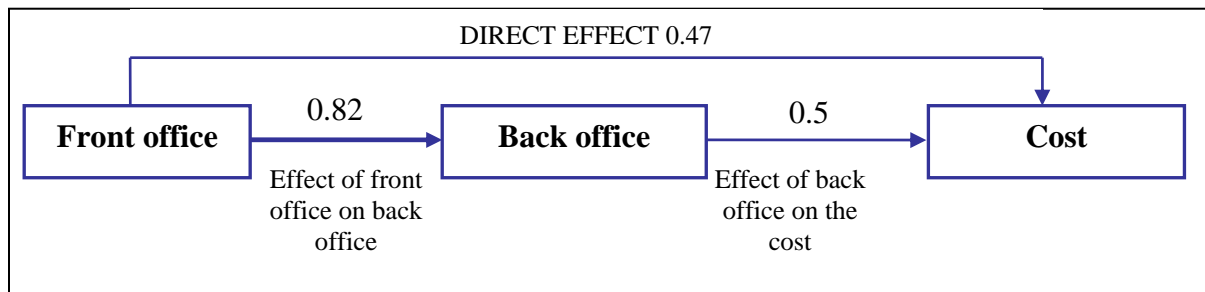 DIRECT EFFECT 0.47
0.82
0.5
Front office
Back office
Cost
Effect of front
office on back
office
Effect of back
office on the
cost